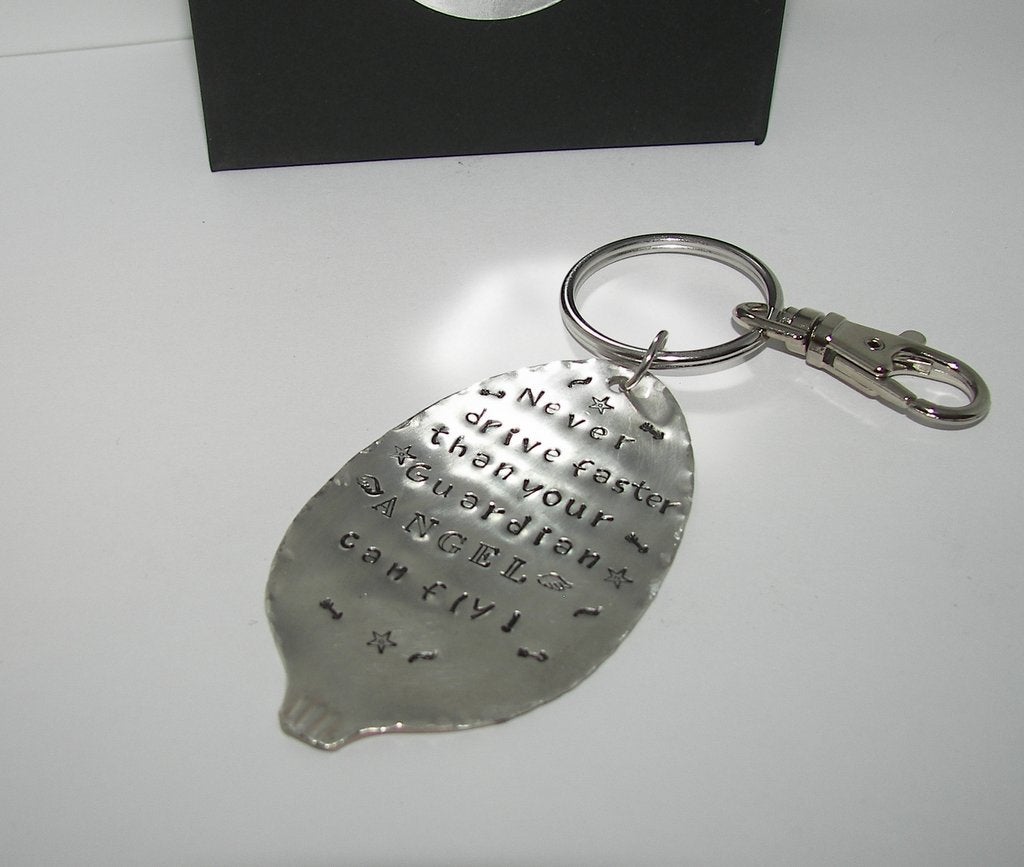 Never
drive faster
than your
Guardian
ANGEL
can fly!